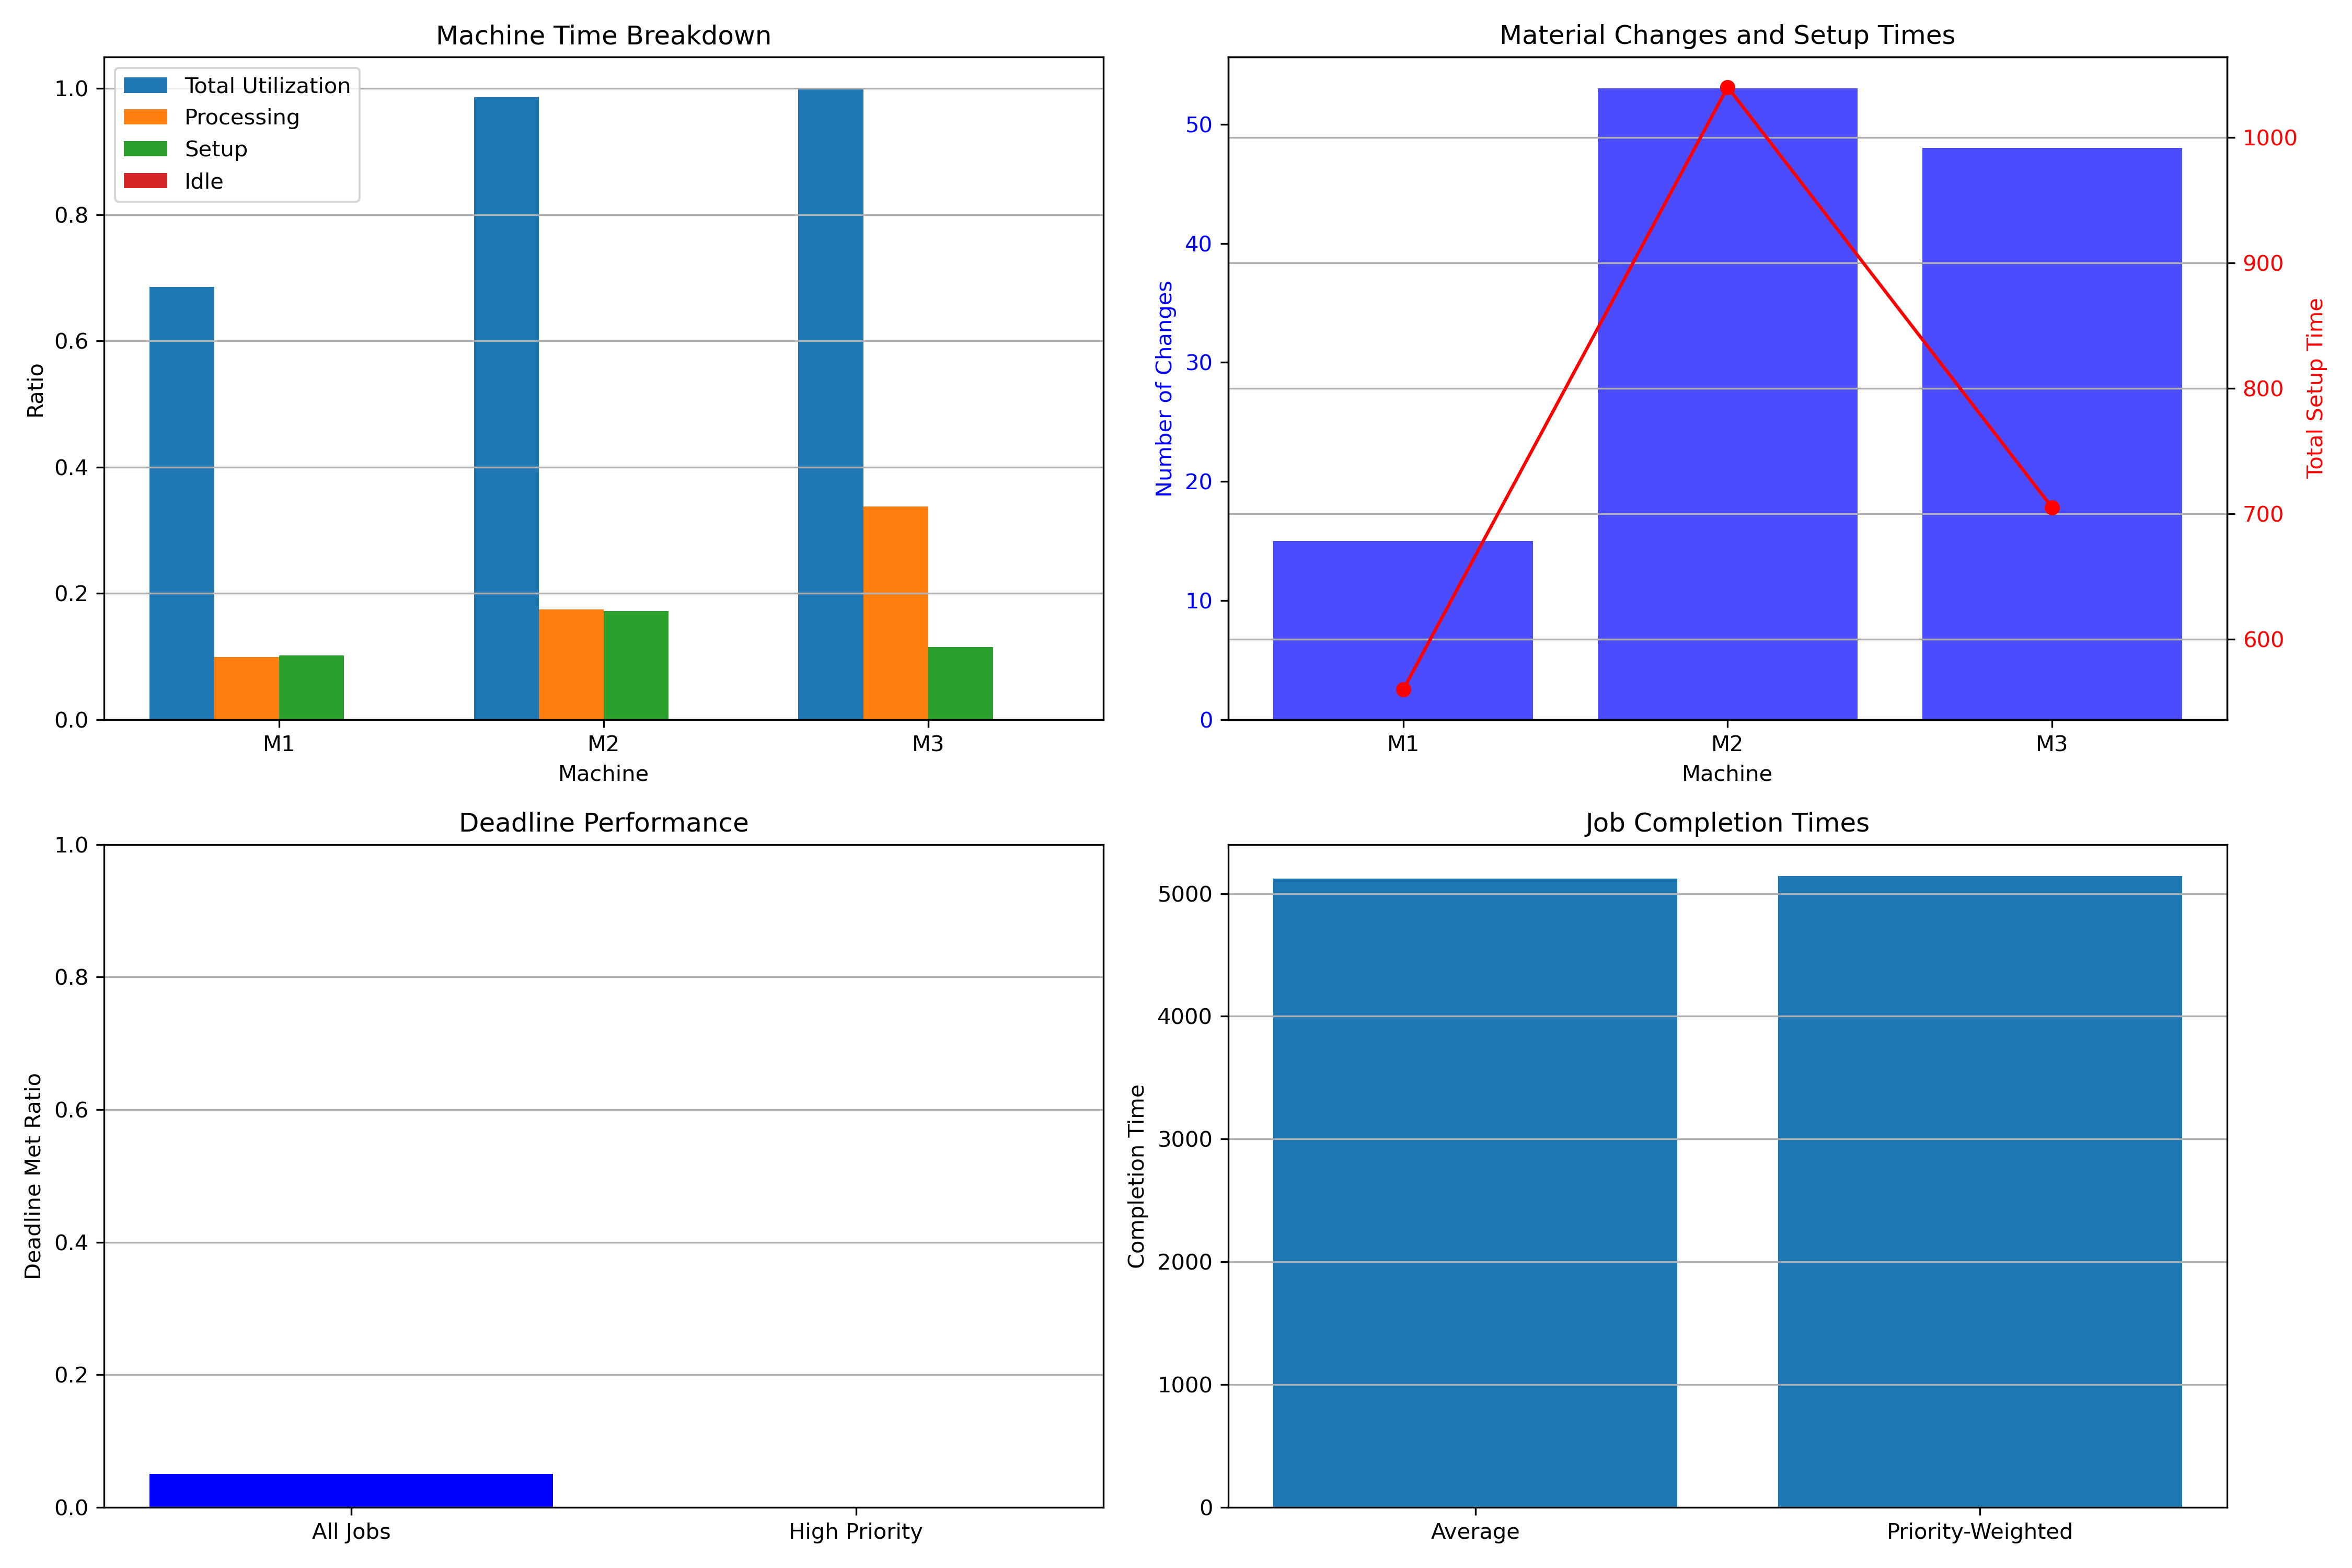 Machine Time Breakdown
Total Utilization
Processing
Setup
Idle
1.0
0.8
0.6
0.4
0.2
0.0
Ratio
M1
M2
M3
Machine
Material Changes and Setup Times
50
40
30
20
10
0
Number of Changes
1000
900
800
700
600
Total Setup Time
M1
M2
M3
Machine
Deadline Performance
1.0
0.8
0.6
0.4
0.2
0.0
Deadline Met Ratio
All Jobs
High Priority
Job Completion Times
5000
4000
3000
2000
1000
0
Completion Time
Average
Priority-Weighted